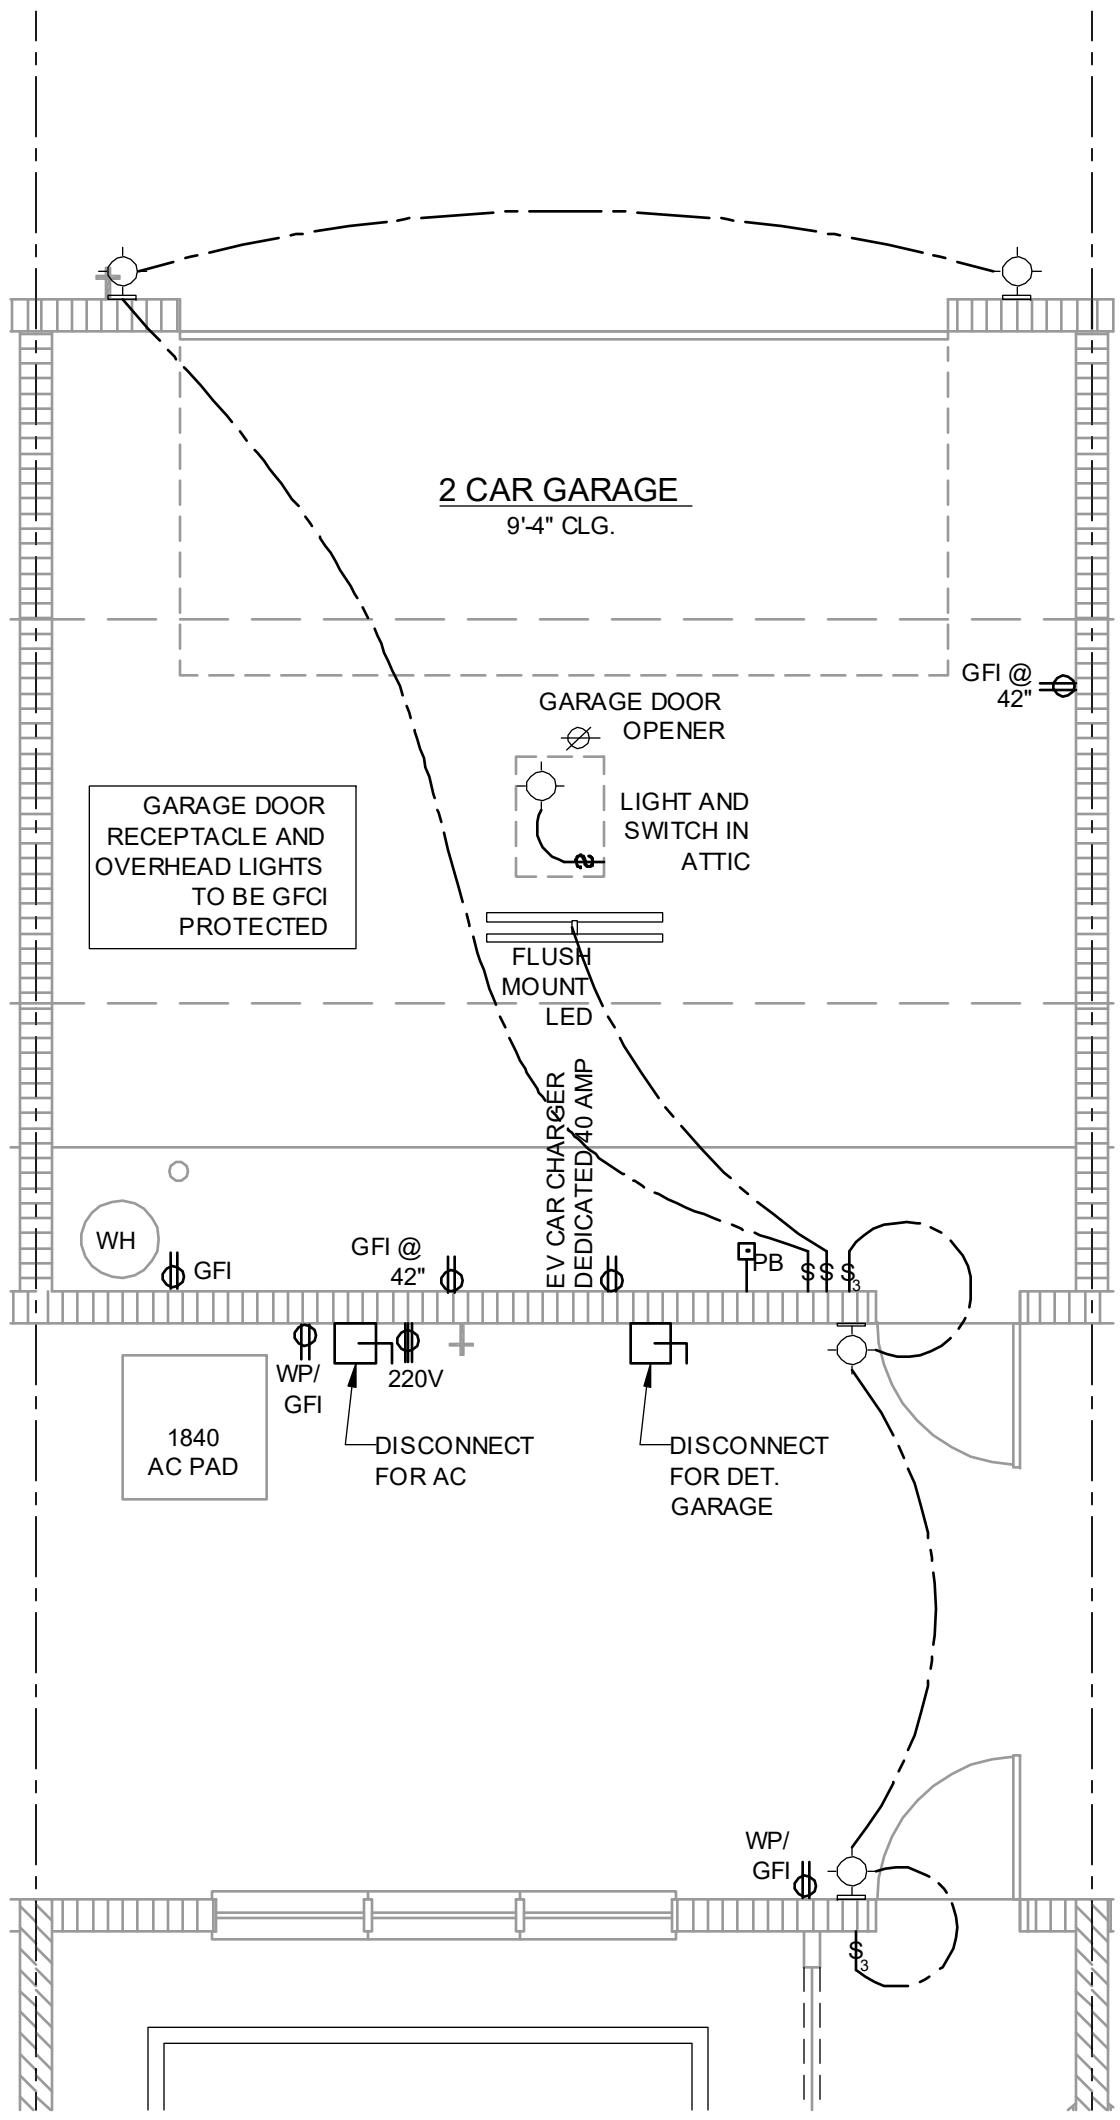 2 CAR GARAGE
9'-4" CLG.
GFI @
42"
GARAGE DOOR
OPENER
LIGHT AND
SWITCH IN
ATTIC
GARAGE DOOR
RECEPTACLE AND
OVERHEAD LIGHTS
TO BE GFCI
PROTECTED
FLUSH
MOUNT
LED
EV CAR CHARGER
DEDICATED 40 AMP
WH
GFI
GFI @
42"
PB
S S S3
S
WP/
GFI
220V
1840
AC PAD
DISCONNECT
FOR AC
DISCONNECT
FOR DET.
GARAGE
WP/
GFI
S3